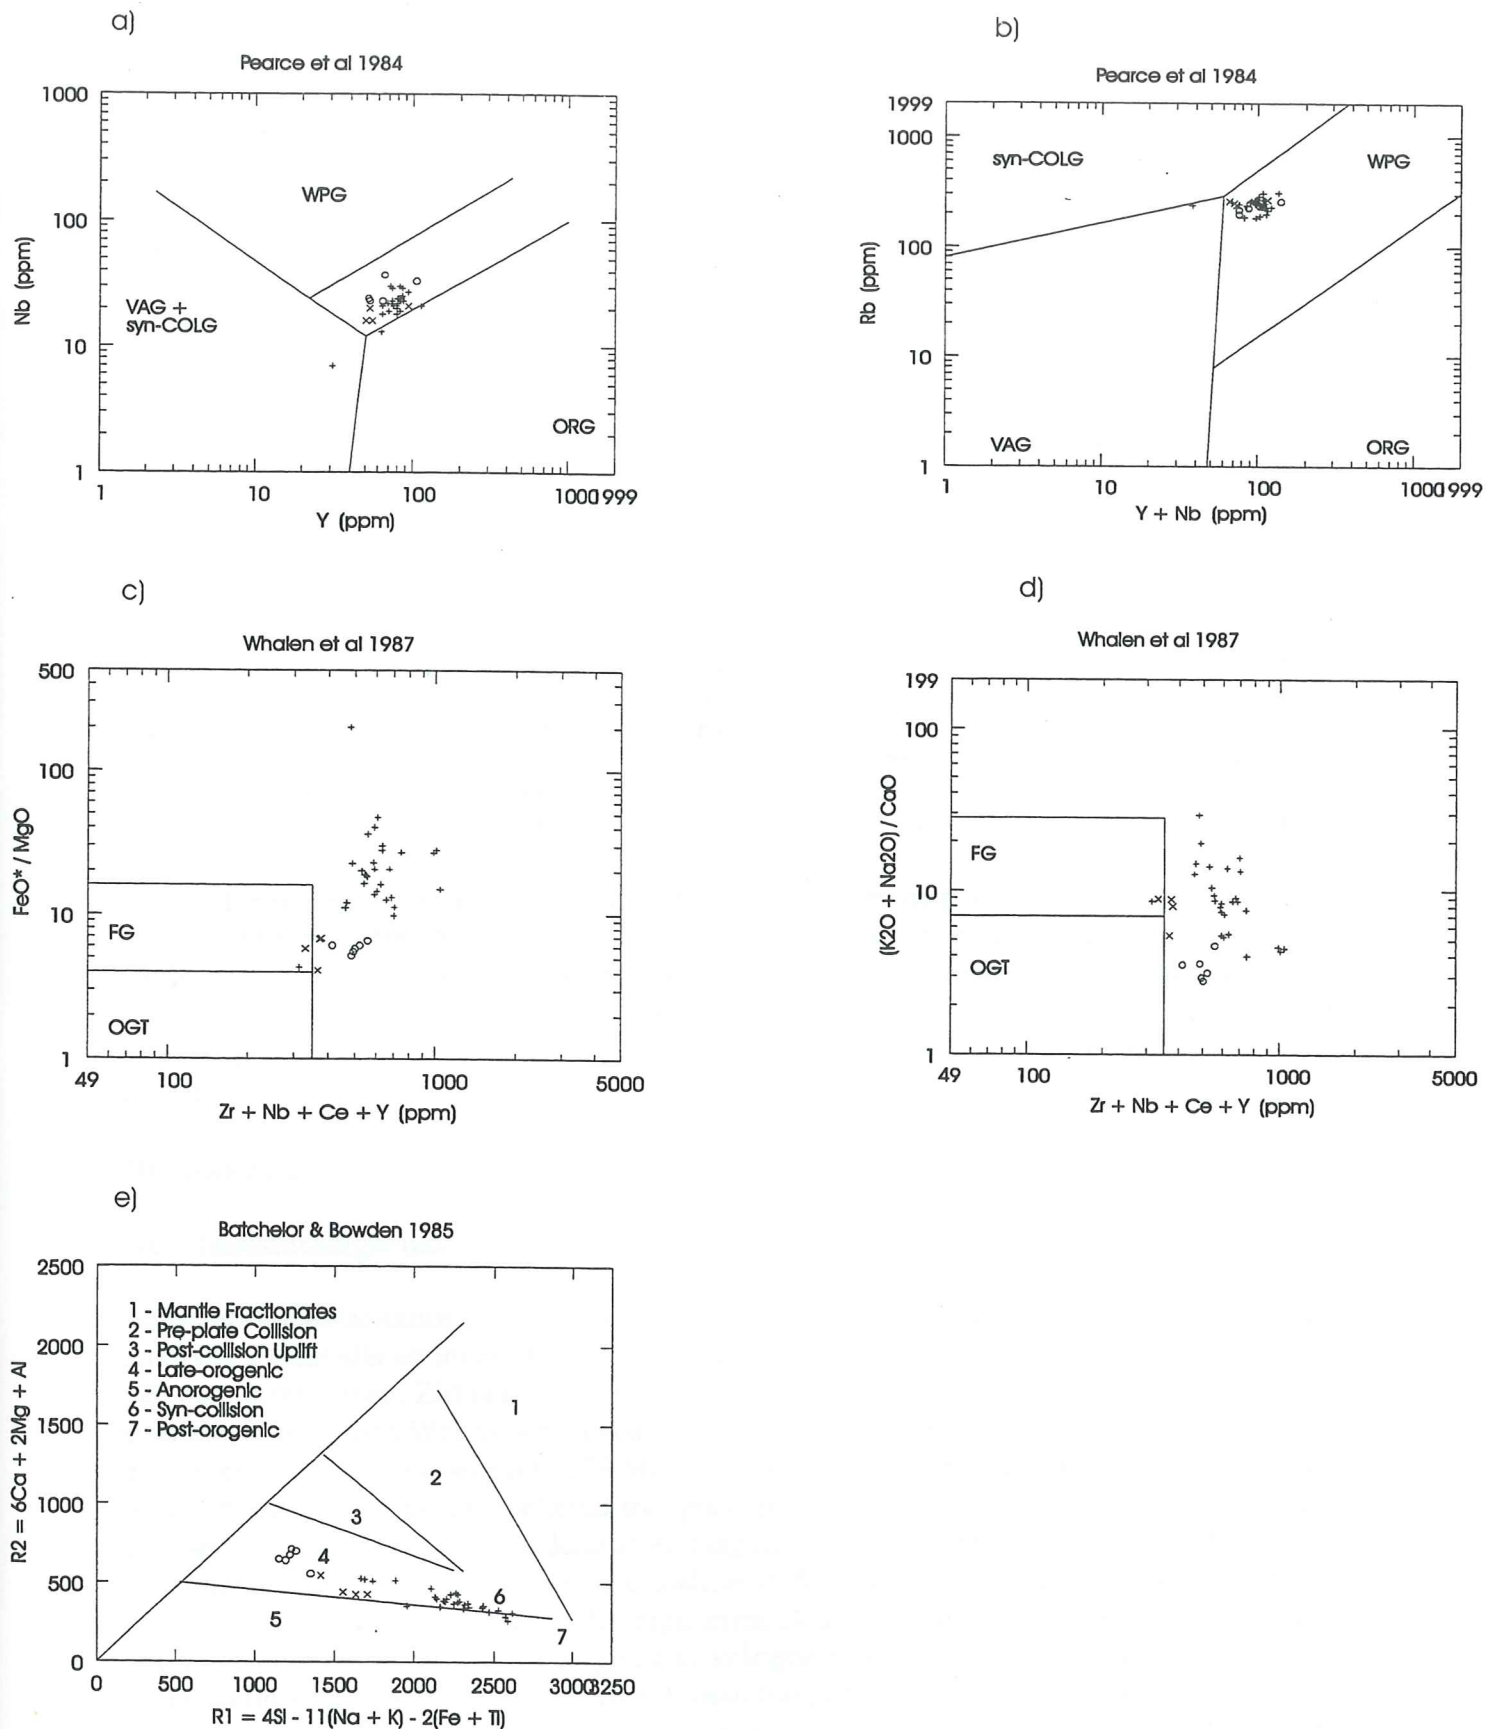 a)
Pearce et al 1984
1000
100
10
1
Nb (ppm)
WPG
VAG +
syn-COLG
ORG
1 10 100 1000 1999
Y (ppm)
b)
Pearce et al 1984
1999
1000
100
10
1
Rb (ppm)
syn-COLG
WPG
VAG
ORG
1 10 100 1000 1999
Y + Nb (ppm)
c)
Whalen et al 1987
500
100
10
1
FeO* / MgO
FG
OGT
49 100 1000 5000
Zr + Nb + Ce + Y (ppm)
d)
Whalen et al 1987
199
100
10
1
(K2O + Na2O) / CaO
FG
OGT
49 100 1000 5000
Zr + Nb + Ce + Y (ppm)
e)
Batchelor & Bowden 1985
2500
2000
1500
1000
500
0
R2 = 6Ca + 2Mg + Al
1 - Mantle Fractionates
2 - Pre-plate Collision
3 - Post-collision Uplift
4 - Late-orogenic
5 - Anorogenic
6 - Syn-collision
7 - Post-orogenic
1
2
3
4
6
5
7
0 500 1000 1500 2000 2500 3000 3250
R1 = 4Si - 11(Na + K) - 2(Fe + Ti)